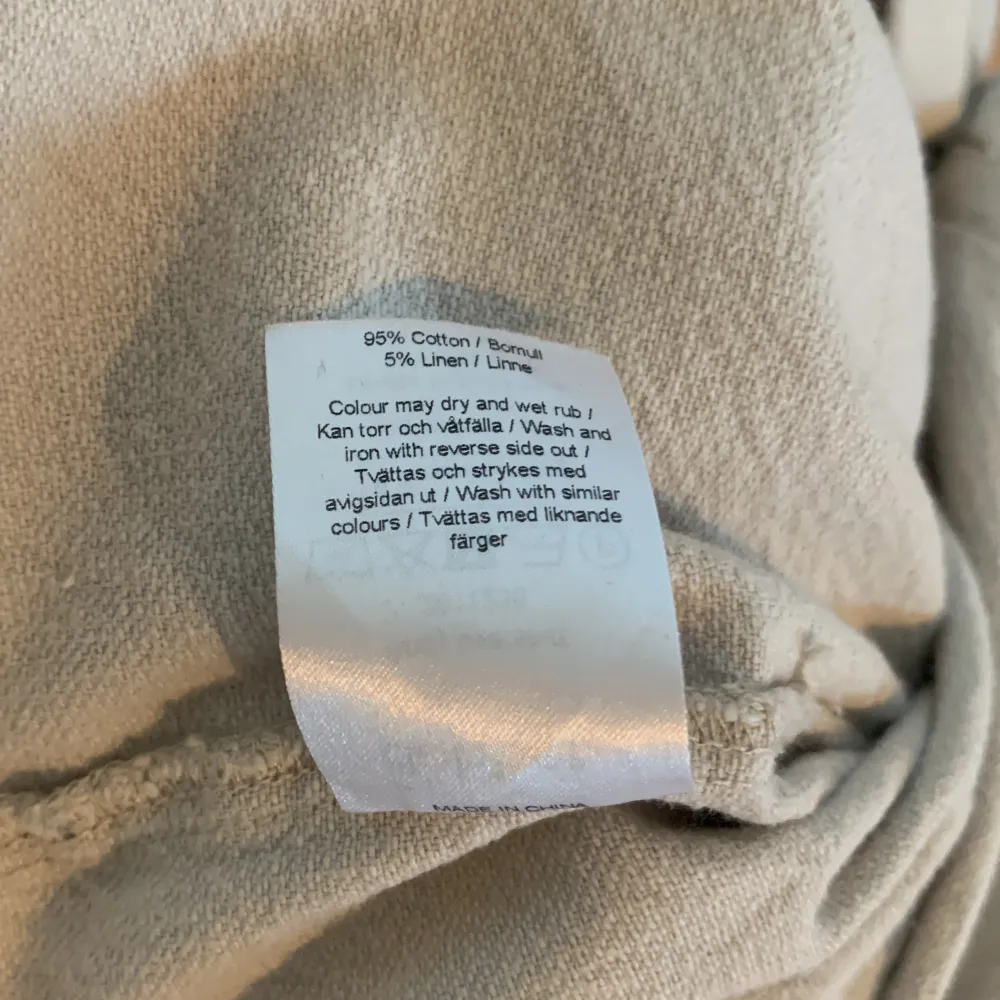 95% Cotton / Bomull
5% Linen / Linne
Colour may dry and wet rub /
Kan torr och våtfälla / Wash and
iron with reverse side out /
Tvättas och strykes med
avigsidan ut / Wash with similar
colours / Tvättas med liknande
färger
MADE IN CHINA